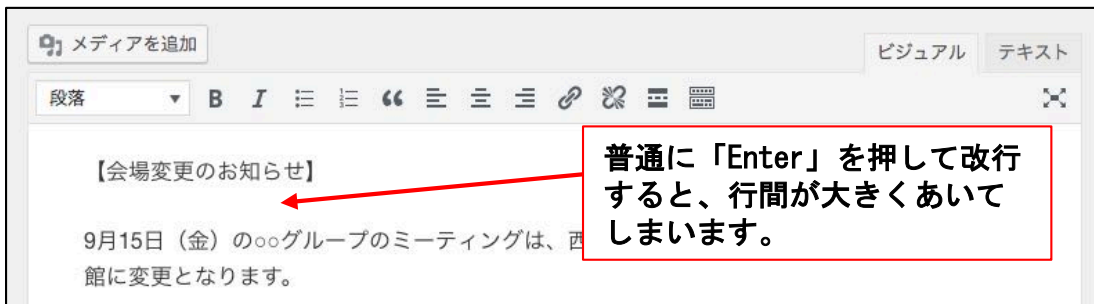 メディアを追加
ビジュアル テキスト
段落 B I
【会場変更のお知らせ】
普通に「Enter」を押して改行
すると、行間が大きくあいて
しまいます。
9月15日（金）の○○グループのミーティングは、
館に変更となります。